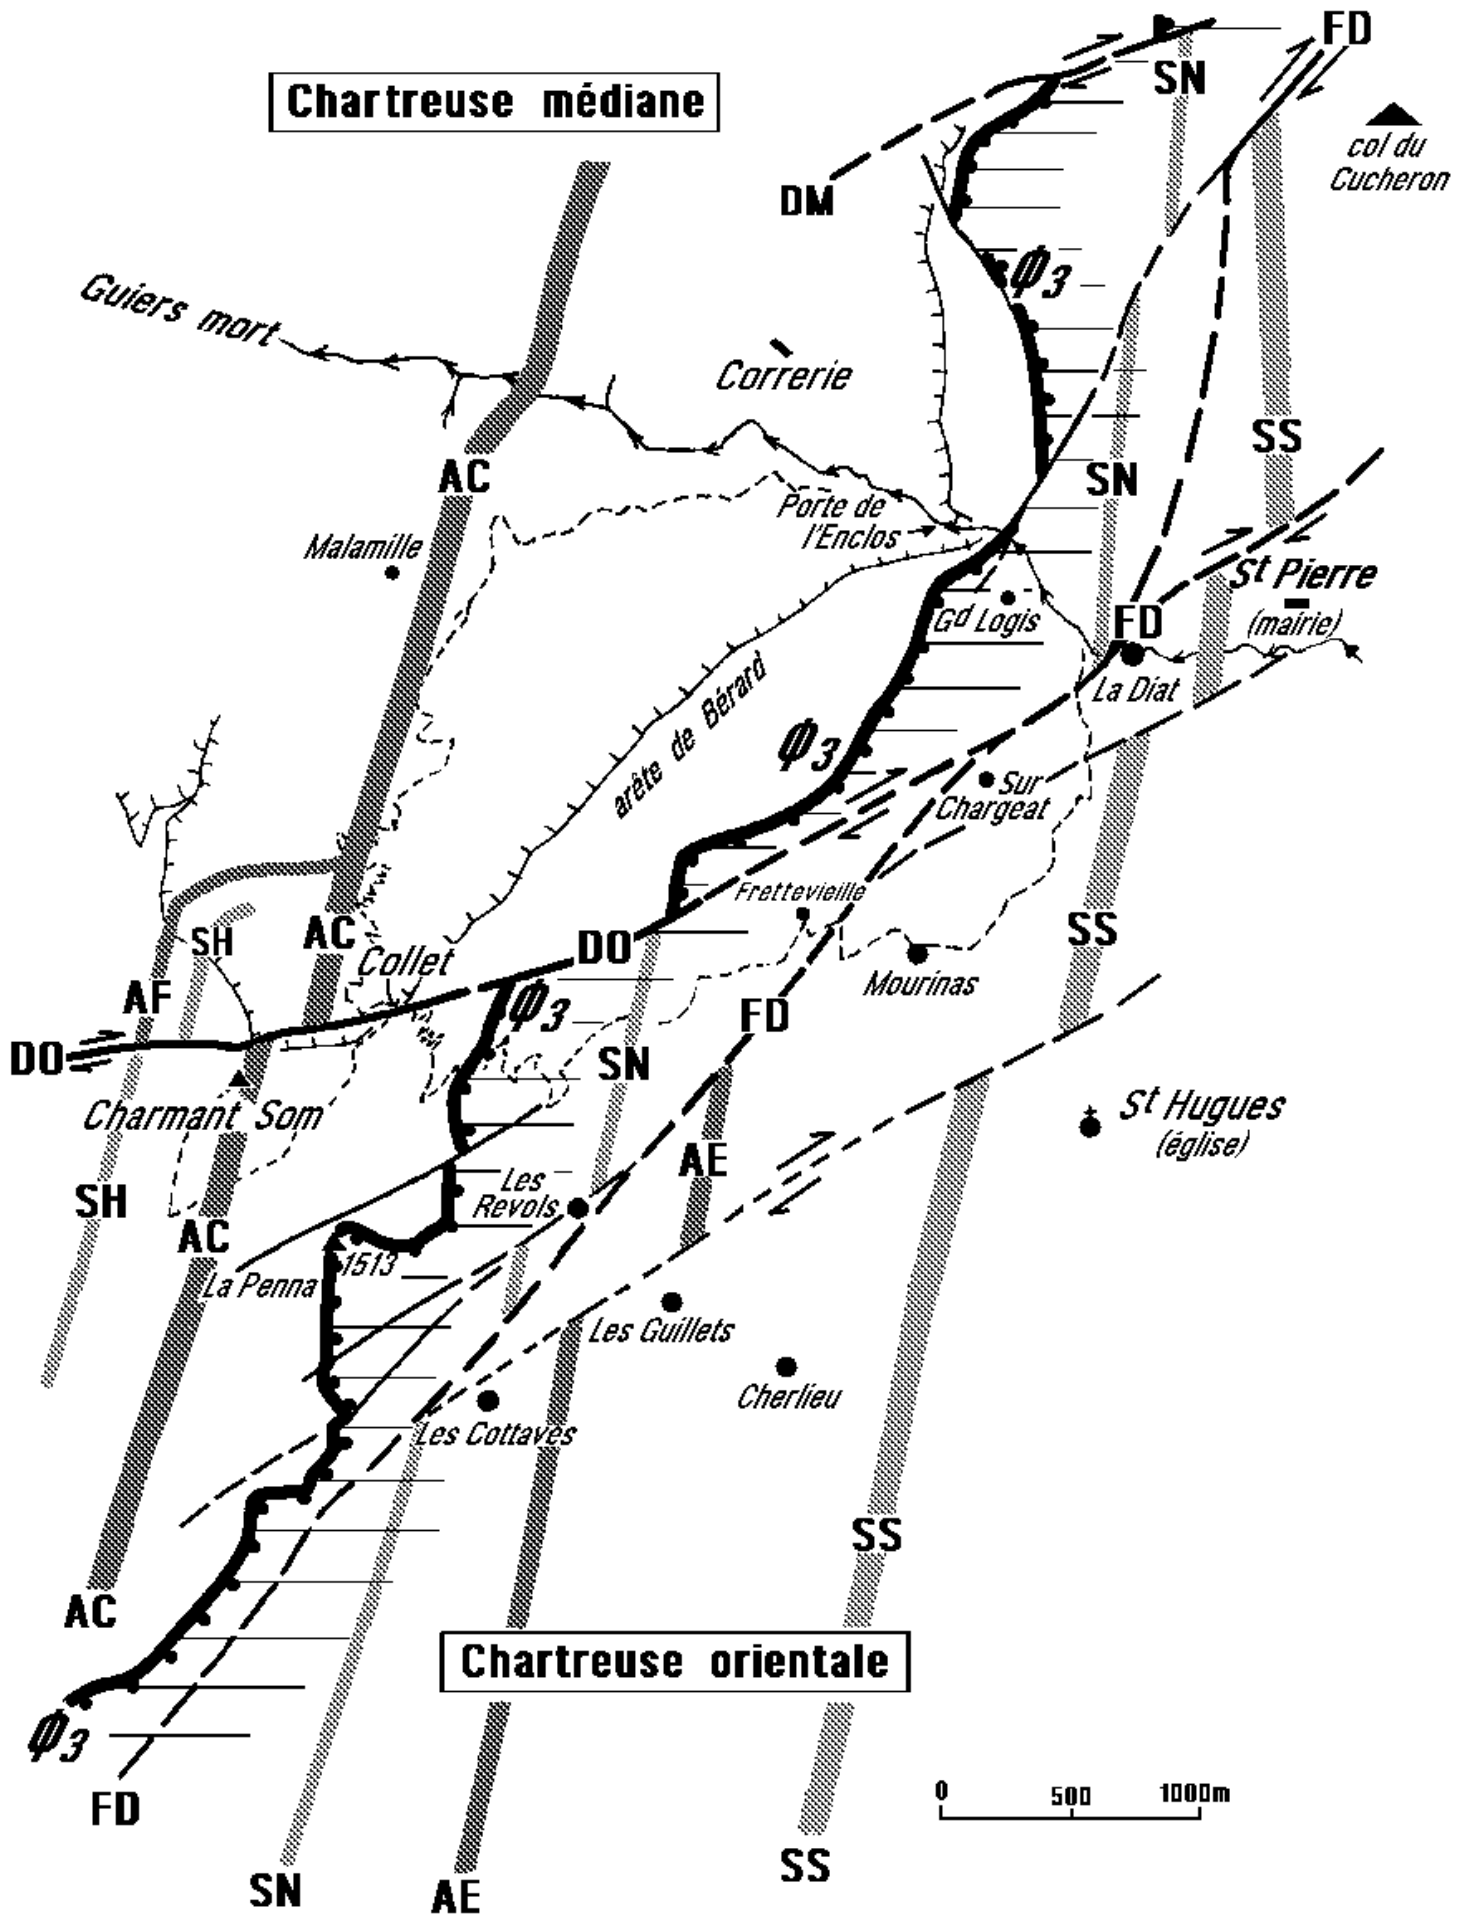 FD
Chartreuse médiane
SN
col du
Cucheron
DM
Φ3
Guiers mort
Correrie
SS
AC
SN
Porte de
l'Enclos
Malamille
St Pierre
(mairie)
Gd Logis
FD
La Diat
arête de Bérard
Φ3
Sur
Chargeat
Frettevieille
SH
AC
DO
SS
Collet
Mourinas
AF
Φ3
FD
DO
SN
Charmant Som
St Hugues
(église)
AE
SH
Les
Revols
AC
1513
La Penna
Les Guillets
Cherlieu
Les Cottaves
SS
AC
Chartreuse orientale
Φ3
FD
0 500 1000m
SS
SN
AE